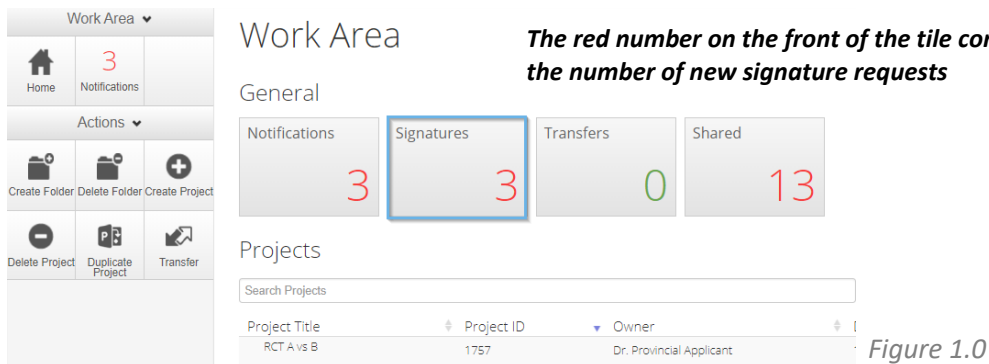 Work Area
Home
3
Notifications
Actions
Create Folder
Delete Folder
Create Project
Delete Project
P
Duplicate
Project
Transfer
Work Area
The red number on the front of the tile
the number of new signature requests
General
Notifications
3
Signatures
3
Transfers
0
Shared
13
Projects
Search Projects
Project Title
Project ID
Owner
RCT A vs B
1757
Dr. Provincial Applicant
Figure 1.0